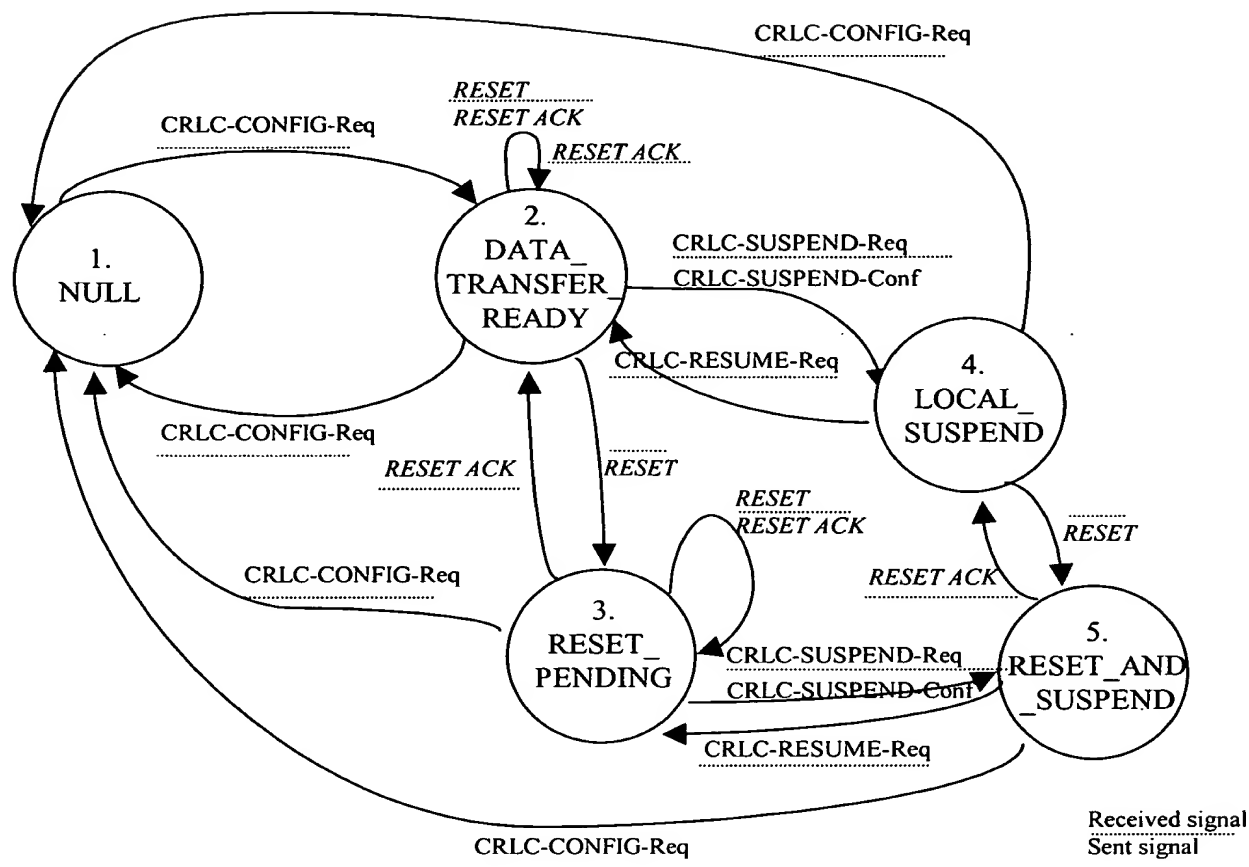 CRLC-CONFIG-Req
RESET
RESET ACK
CRLC-CONFIG-Req
RESET ACK
1.
NULL
2.
DATA_
TRANSFER_
READY
CRLC-SUSPEND-Req
CRLC-SUSPEND-Conf
CRLC-RESUME-Req
4.
LOCAL_
SUSPEND
CRLC-CONFIG-Req
RESET ACK
RESET
RESET
RESET ACK
RESET
RESET ACK
CRLC-CONFIG-Req
3.
RESET_
PENDING
CRLC-SUSPEND-Req
CRLC-SUSPEND-Conf
5.
RESET_AND
_SUSPEND
CRLC-RESUME-Req
CRLC-CONFIG-Req
Received signal
Sent signal